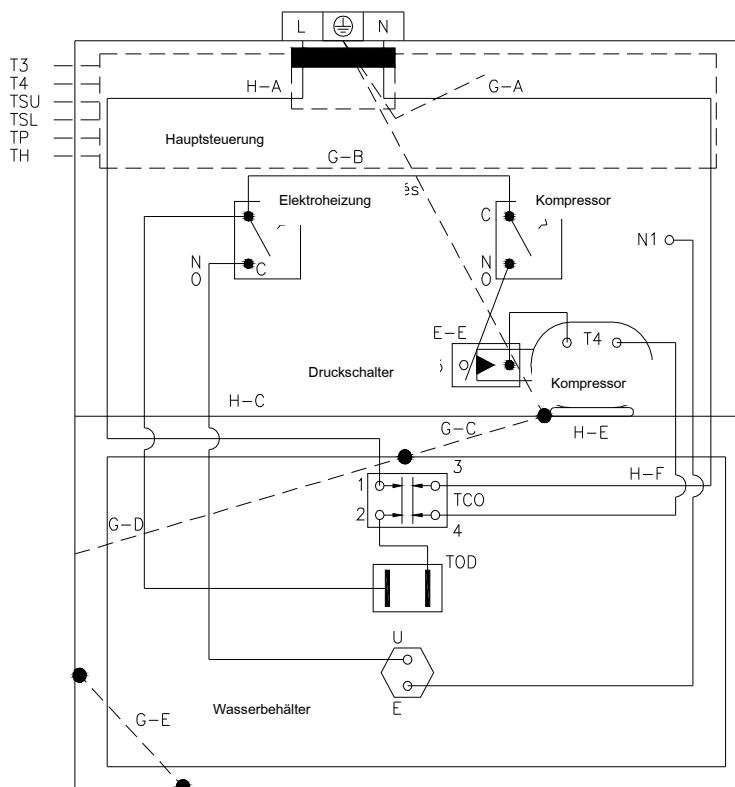 L N
T3
T4
TSU
TSL
TP
TH
H-A
G-A
Hauptsteuerung
G-B
Elektroheizung
és
Kompressor
C
N1
N
O
C
N
O
E-E
T4
Druckschalter
Kompressor
H-C
G-C
H-E
3
H-F
1
TCO
G-D
2
4
TOD
U
E
Wasserbehälter
G-E